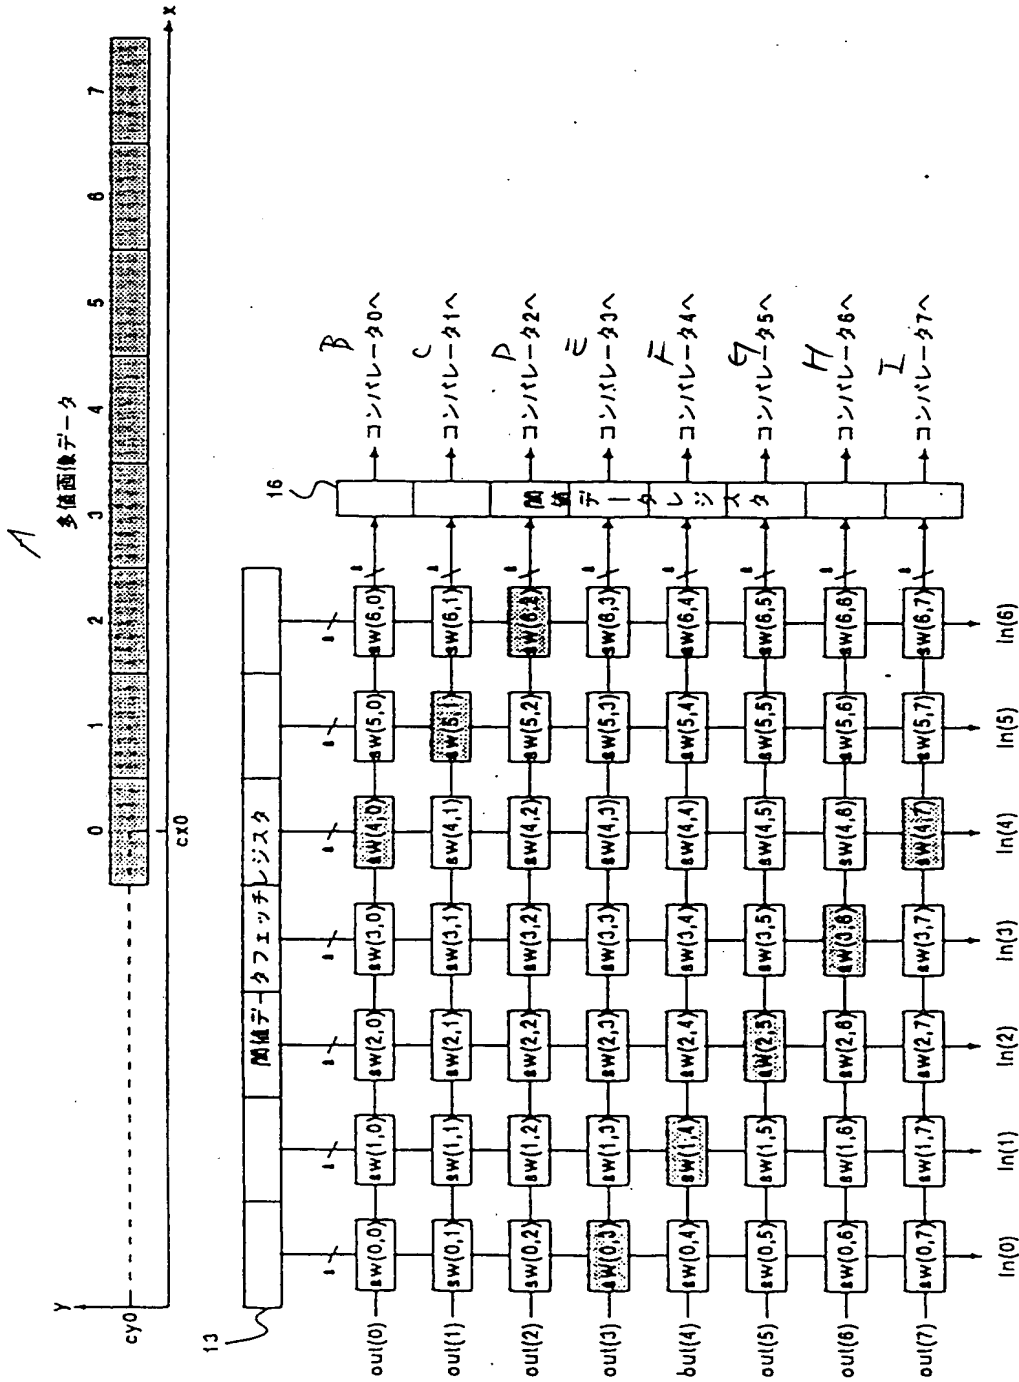 A
多値画像データ
0 1 2 3 4 5 6 7
Y
cy0
cx0
X
13
閾値データフェッチレジスタ
8 8 8 8 8 8 8
16
閾値データレジスタ
out(0) sw(0,0) sw(1,0) sw(2,0) sw(3,0) sw(4,0) sw(5,0) sw(6,0) 8 コンパレータ0へ B
out(1) sw(0,1) sw(1,1) sw(2,1) sw(3,1) sw(4,1) sw(5,1) sw(6,1) 8 コンパレータ1へ C
out(2) sw(0,2) sw(1,2) sw(2,2) sw(3,2) sw(4,2) sw(5,2) sw(6,2) 8 コンパレータ2へ D
out(3) sw(0,3) sw(1,3) sw(2,3) sw(3,3) sw(4,3) sw(5,3) sw(6,3) 8 コンパレータ3へ E
out(4) sw(0,4) sw(1,4) sw(2,4) sw(3,4) sw(4,4) sw(5,4) sw(6,4) 8 コンパレータ4へ F
out(5) sw(0,5) sw(1,5) sw(2,5) sw(3,5) sw(4,5) sw(5,5) sw(6,5) 8 コンパレータ5へ G
out(6) sw(0,6) sw(1,6) sw(2,6) sw(3,6) sw(4,6) sw(5,6) sw(6,6) 8 コンパレータ6へ H
out(7) sw(0,7) sw(1,7) sw(2,7) sw(3,7) sw(4,7) sw(5,7) sw(6,7) 8 コンパレータ7へ I
In(0) In(1) In(2) In(3) In(4) In(5) In(6)